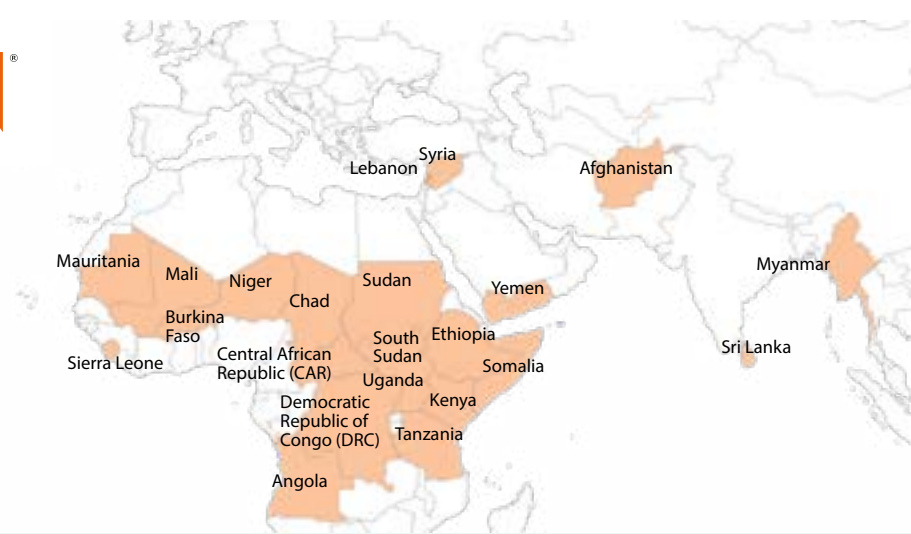 ®
Syria
Lebanon
Afghanistan
Mauritania
Mali
Niger
Sudan
Yemen
Myanmar
Chad
Burkina
Faso
Ethiopia
South
Sudan
Sri Lanka
Sierra Leone
Central African
Republic (CAR)
Somalia
Uganda
Kenya
Democratic
Republic of
Congo (DRC)
Tanzania
Angola